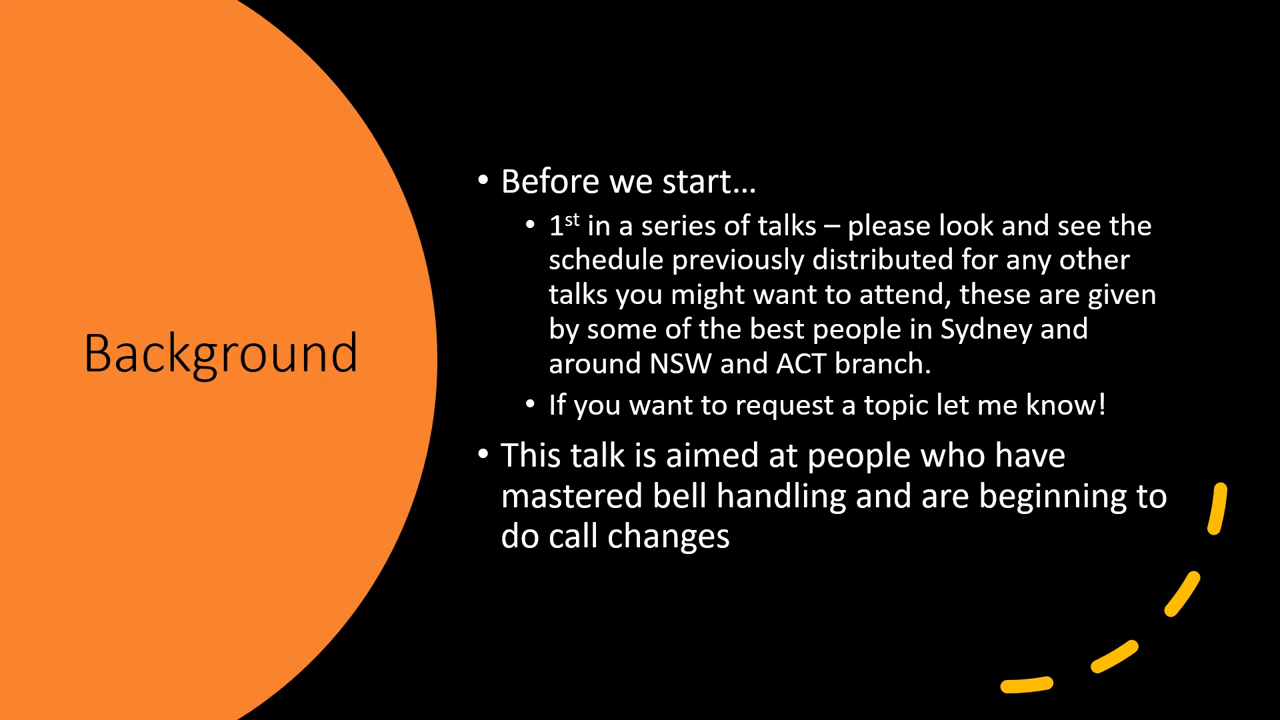 Background
• Before we start…
• 1st in a series of talks – please look and see the
schedule previously distributed for any other
talks you might want to attend, these are given
by some of the best people in Sydney and
around NSW and ACT branch.
• If you want to request a topic let me know!
• This talk is aimed at people who have
mastered bell handling and are beginning to
do call changes